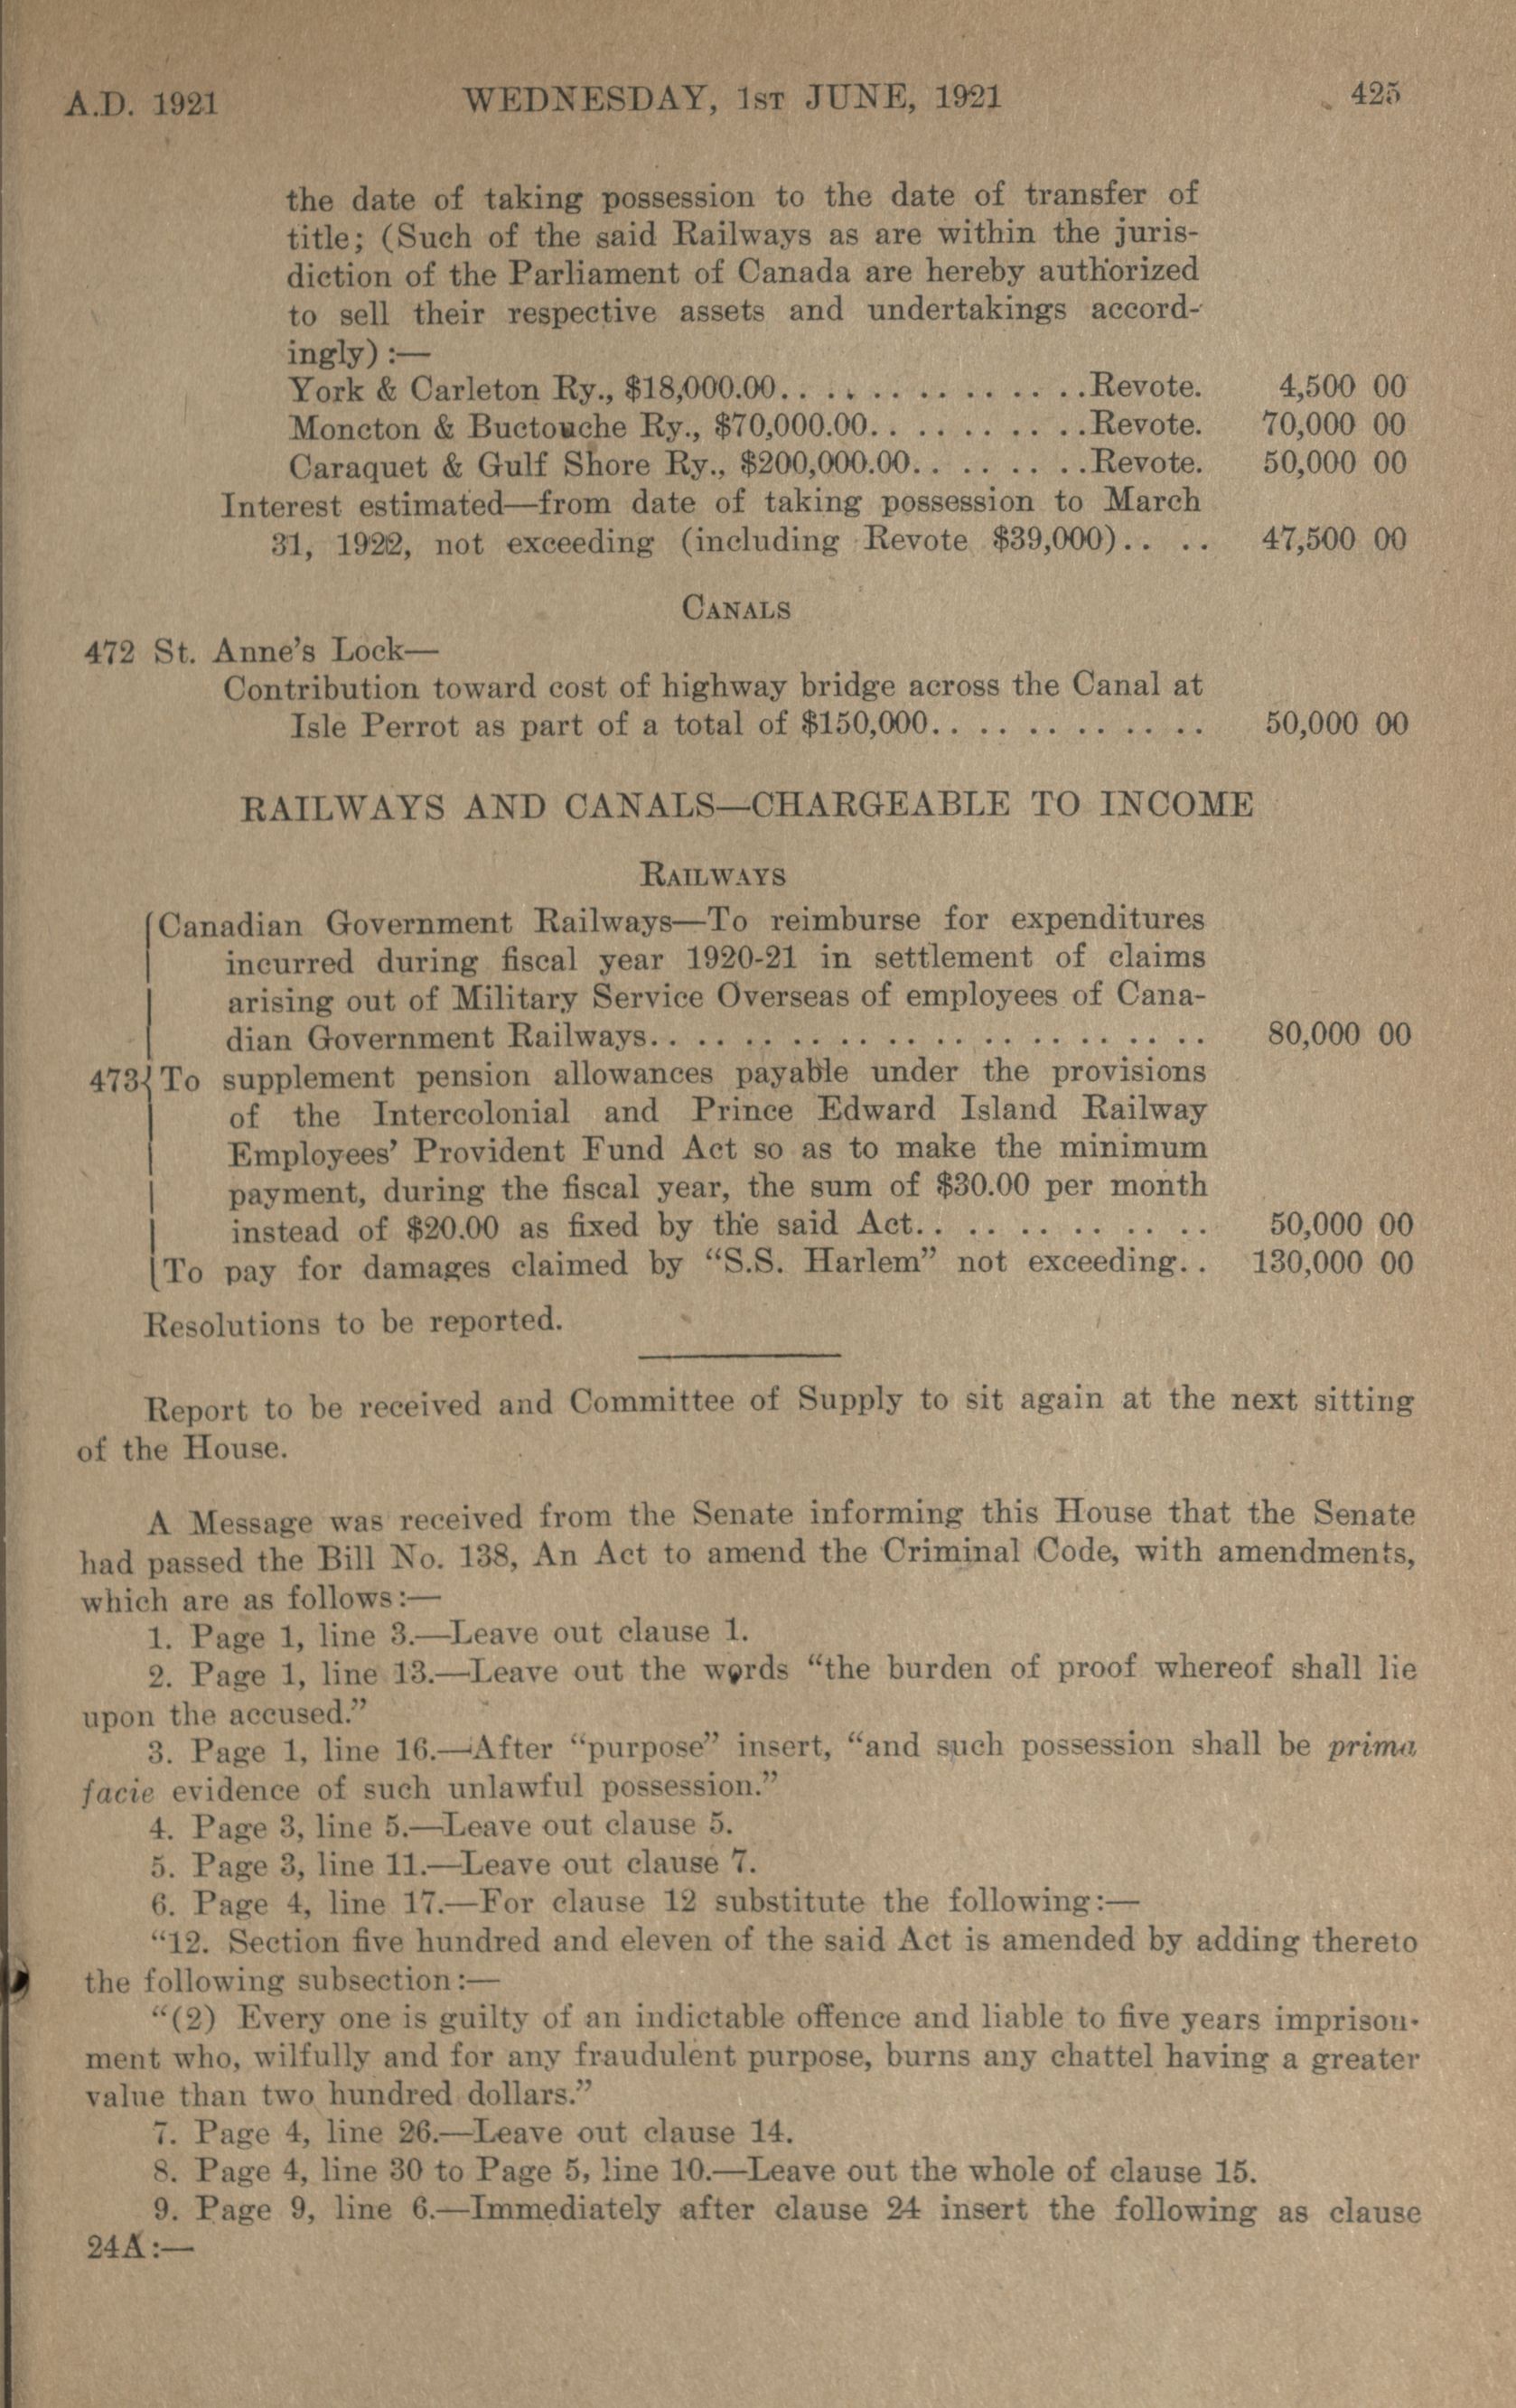 A.D. 1921 WEDNESDAY, 1ST JUNE, 1921 425
the date of taking possession to the date of transfer of
title; (Such of the said Railways as are within the juris-
diction of the Parliament of Canada are hereby authorized
to sell their respective assets and undertakings accord-
ingly) :—
York & Carleton Ry., $18,000.00. . . . . . . . . . . . . .Revote. 4,500 00
Moncton & Buctouche Ry., $70,000.00. . . . . . . . . .Revote. 70,000 00
Caraquet & Gulf Shore Ry., $200,000.00. . . . . . . .Revote. 50,000 00
Interest estimated—from date of taking possession to March
31, 1922, not exceeding (including Revote $39,000). . . . 47,500 00
CANALS
472 St. Anne's Lock—
Contribution toward cost of highway bridge across the Canal at
Isle Perrot as part of a total of $150,000. . . . . . . . . . . . 50,000 00
RAILWAYS AND CANALS—CHARGEABLE TO INCOME
RAILWAYS
Canadian Government Railways—To reimburse for expenditures
incurred during fiscal year 1920-21 in settlement of claims
arising out of Military Service Overseas of employees of Cana-
dian Government Railways. . . . . . . . . . . . . . . . . . . . . . . . 80,000 00
473{To supplement pension allowances payable under the provisions
of the Intercolonial and Prince Edward Island Railway
Employees' Provident Fund Act so as to make the minimum
payment, during the fiscal year, the sum of $30.00 per month
instead of $20.00 as fixed by the said Act. . . . . . . . . . . . . 50,000 00
To pay for damages claimed by "S.S. Harlem" not exceeding. . 130,000 00
Resolutions to be reported.
Report to be received and Committee of Supply to sit again at the next sitting
of the House.
A Message was received from the Senate informing this House that the Senate
had passed the Bill No. 138, An Act to amend the Criminal Code, with amendments,
which are as follows:—
1. Page 1, line 3.—Leave out clause 1.
2. Page 1, line 13.—Leave out the words "the burden of proof whereof shall lie
upon the accused."
3. Page 1, line 16.—After "purpose" insert, "and such possession shall be prima
facie evidence of such unlawful possession."
4. Page 3, line 5.—Leave out clause 5.
5. Page 3, line 11.—Leave out clause 7.
6. Page 4, line 17.—For clause 12 substitute the following:—
"12. Section five hundred and eleven of the said Act is amended by adding thereto
the following subsection:—
"(2) Every one is guilty of an indictable offence and liable to five years imprison-
ment who, wilfully and for any fraudulent purpose, burns any chattel having a greater
value than two hundred dollars."
7. Page 4, line 26.—Leave out clause 14.
8. Page 4, line 30 to Page 5, line 10.—Leave out the whole of clause 15.
9. Page 9, line 6.—Immediately after clause 24 insert the following as clause
24A:—